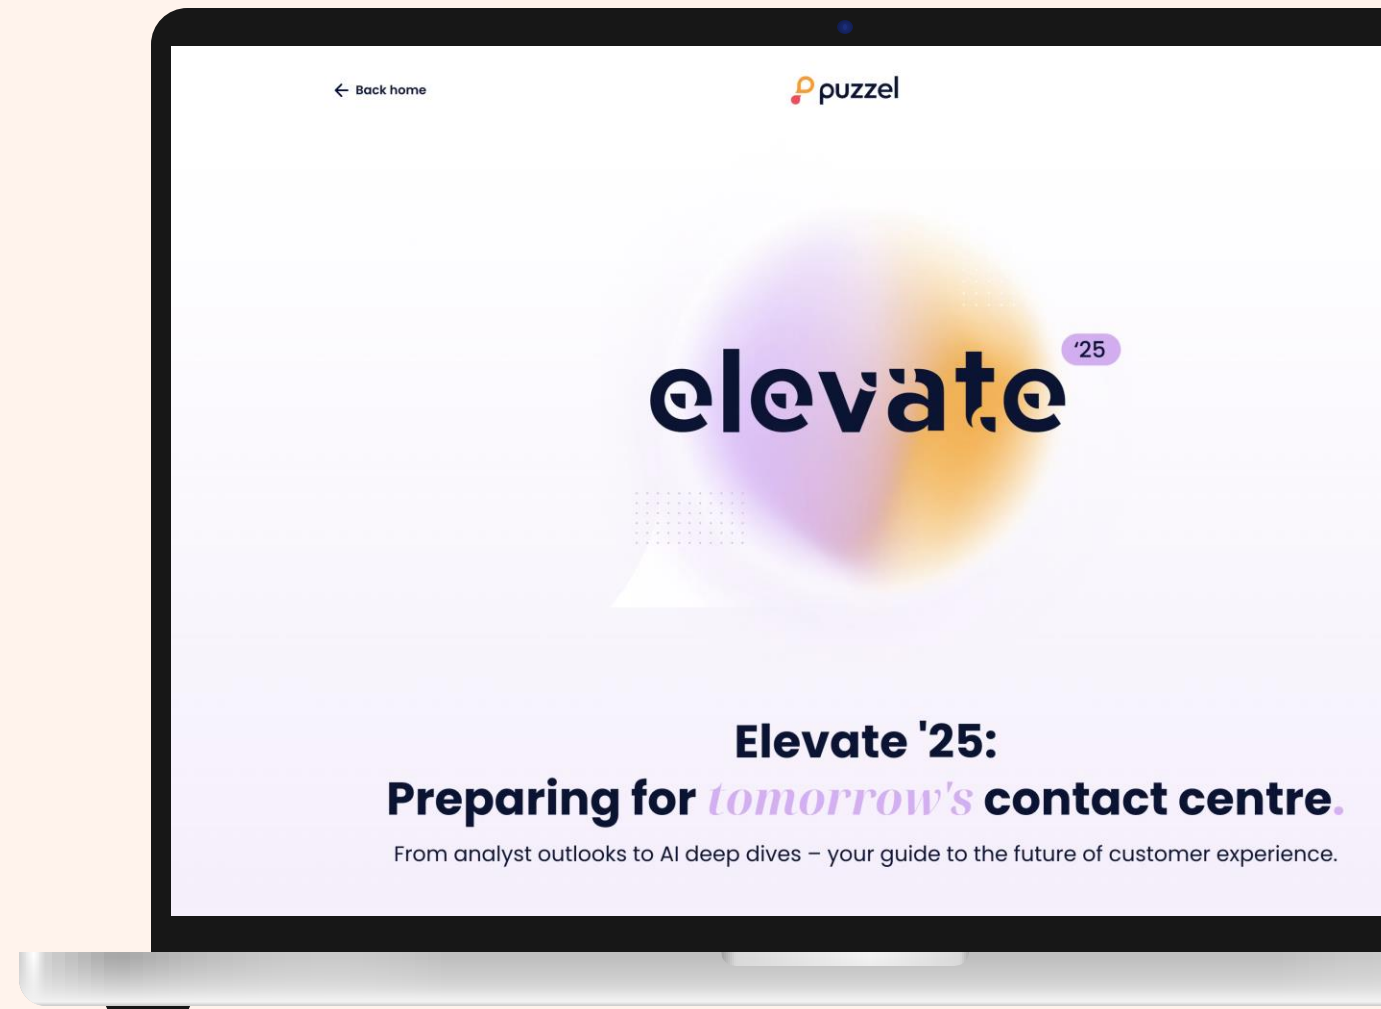 ← Back home
puzzel
elevate
‘25
Elevate '25:
Preparing for tomorrow's contact centre.
From analyst outlooks to AI deep dives – your guide to the future of customer experience.